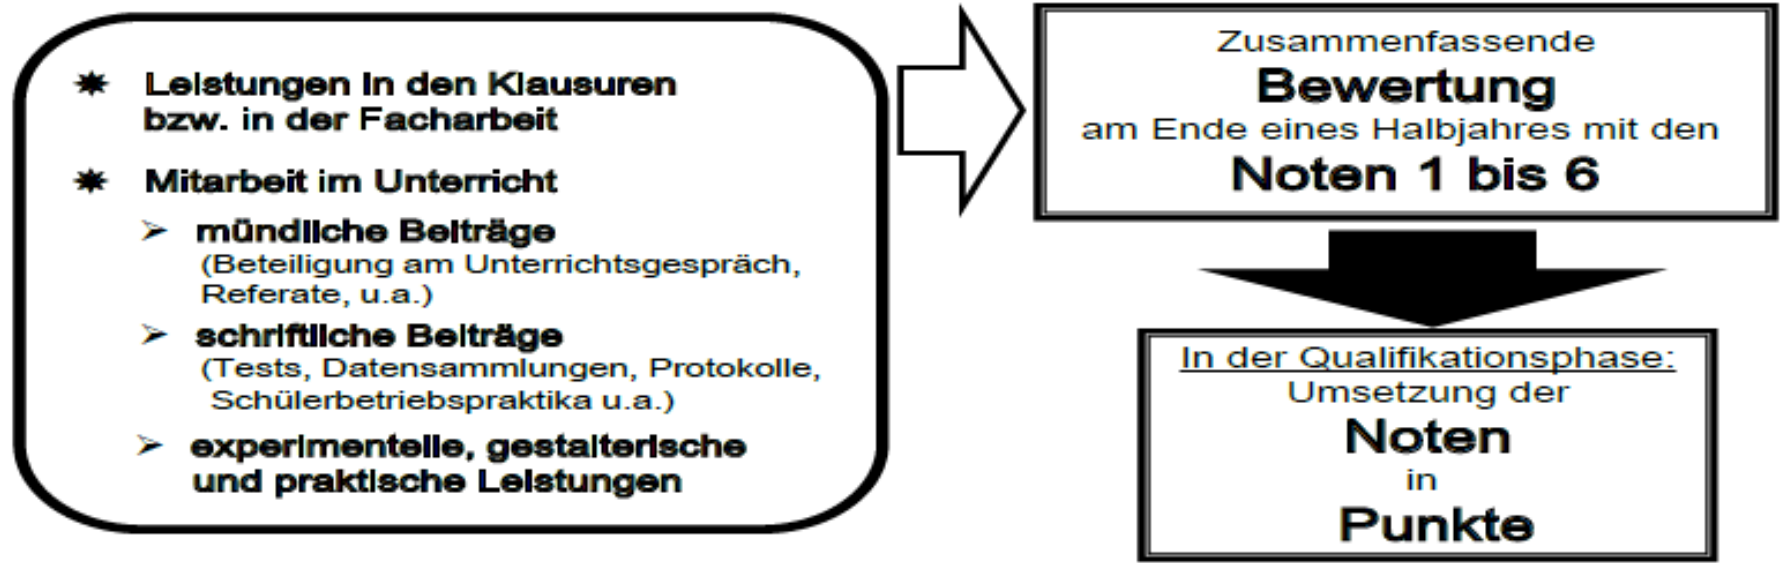 Leistungen in den Klausuren
bzw. in der Facharbeit
Mitarbeit im Unterricht
mündliche Beiträge
(Beteiligung am Unterrichtsgespräch,
Referate, u.a.)
schriftliche Beiträge
(Tests, Datensammlungen, Protokolle,
Schülerbetriebspraktika u.a.)
experimentelle, gestalterische
und praktische Leistungen
Zusammenfassende
Bewertung
am Ende eines Halbjahres mit den
Noten 1 bis 6
In der Qualifikationsphase:
Umsetzung der
Noten
in
Punkte